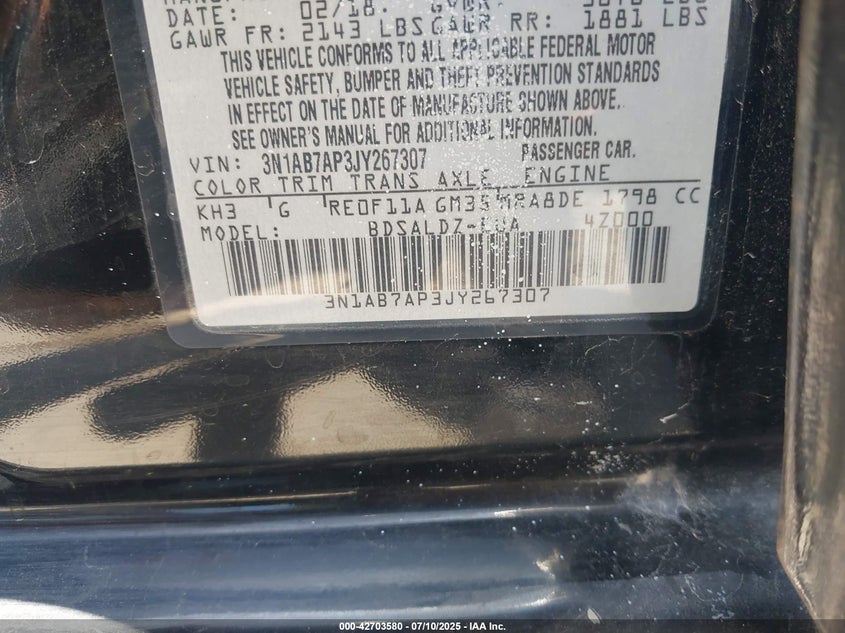 DATE: 02/18.
GAWR FR: 2143 LBS GAWR RR: 1881 LBS
THIS VEHICLE CONFORMS TO ALL APPLICABLE FEDERAL MOTOR
VEHICLE SAFETY, BUMPER AND THEFT PREVENTION STANDARDS
IN EFFECT ON THE DATE OF MANUFACTURE SHOWN ABOVE.
SEE OWNER'S MANUAL FOR ADDITIONAL INFORMATION.
VIN: 3N1AB7AP3JY267307 PASSENGER CAR.
COLOR TRIM TRANS AXLE ENGINE
KH3 G RE0F11A GM35 MRA8DE 1798 CC
MODEL: BDSALDZ-EUA 4Z000
3N1AB7AP3JY267307
000-42703580 - 07/10/2025 - IAA Inc.